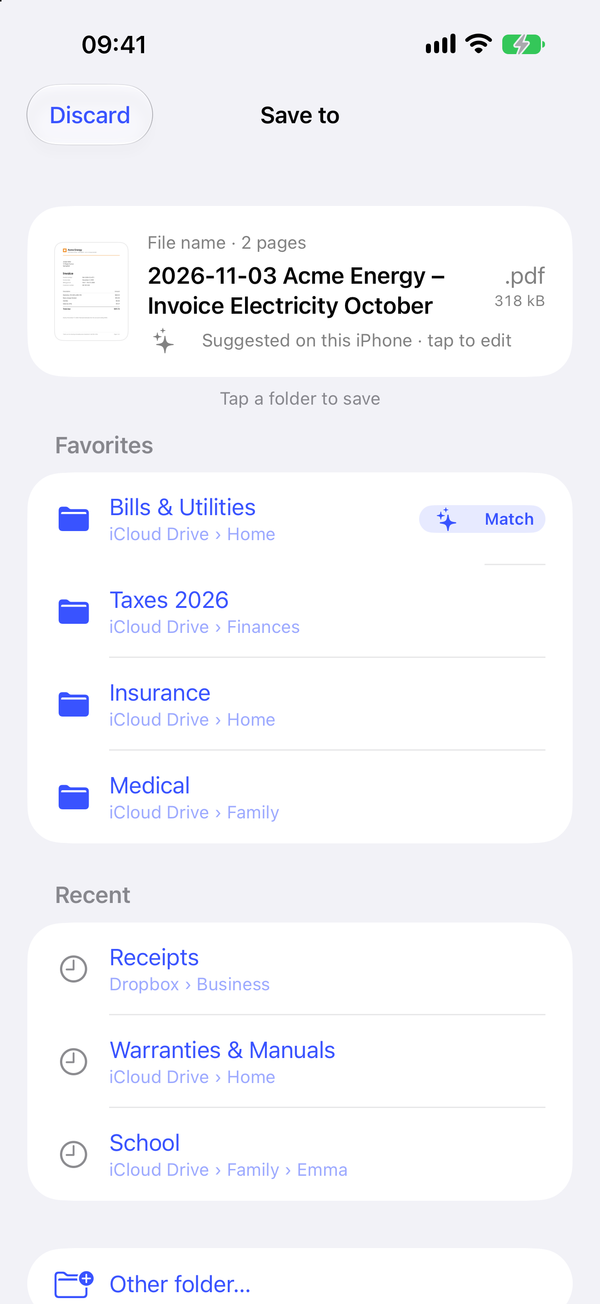 09:41
Discard
Save to
File name · 2 pages
2026-11-03 Acme Energy –
Invoice Electricity October
.pdf
318 kB
Suggested on this iPhone · tap to edit
Tap a folder to save
Favorites
Bills & Utilities
iCloud Drive › Home
Match
Taxes 2026
iCloud Drive › Finances
Insurance
iCloud Drive › Home
Medical
iCloud Drive › Family
Recent
Receipts
Dropbox › Business
Warranties & Manuals
iCloud Drive › Home
School
iCloud Drive › Family › Emma
Other folder...